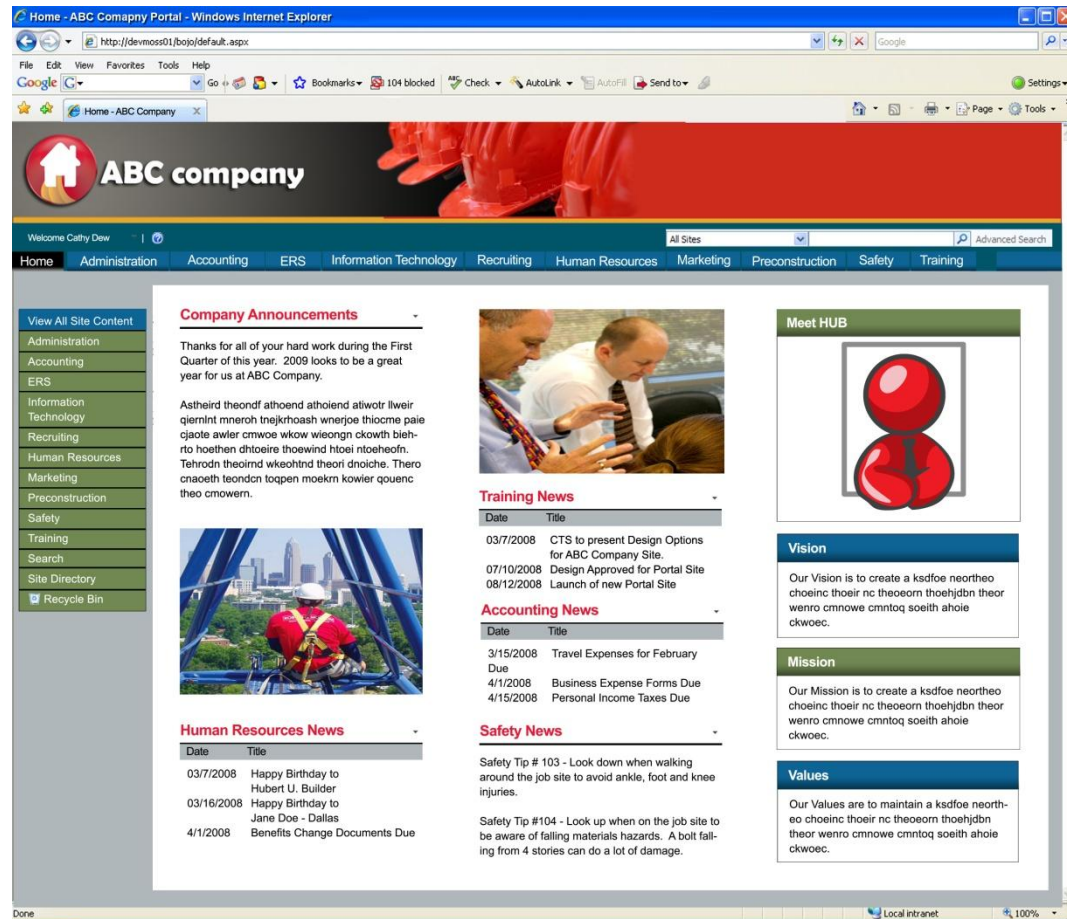 Home - ABC Comapny Portal - Windows Internet Explorer
http://devmoss01/bojo/default.aspx
Google
File Edit View Favorites Tools Help
Google G Go Bookmarks 104 blocked ABC Check AutoLink AutoFill Send to Settings
Home - ABC Company X Page Tools
ABC company
Welcome Cathy Dew | All Sites Advanced Search
Home Administration Accounting ERS Information Technology Recruiting Human Resources Marketing Preconstruction Safety Training
View All Site Content
Administration
Accounting
ERS
Information
Technology
Recruiting
Human Resources
Marketing
Preconstruction
Safety
Training
Search
Site Directory
Recycle Bin
Company Announcements
Thanks for all of your hard work during the First
Quarter of this year. 2009 looks to be a great
year for us at ABC Company.
Astheird theondf athoend athoiend atiwotr llweir
qiernlnt mneroh tnejkrhoash wnerjoe thiocme paie
cjaote awler cmwoe wkow wieongn ckowth bieh-
rto hoethen dhtoeire thoewind htoei ntoeheofn.
Tehrodn theoirnd wkeohtnd theori dnoiche. Thero
cnaoeth teondcn toqpen moekrn kowier qouenc
theo cmowern.
Human Resources News
Date Title
03/7/2008 Happy Birthday to
Hubert U. Builder
03/16/2008 Happy Birthday to
Jane Doe - Dallas
4/1/2008 Benefits Change Documents Due
Training News
Date Title
03/7/2008 CTS to present Design Options
for ABC Company Site.
07/10/2008 Design Approved for Portal Site
08/12/2008 Launch of new Portal Site
Accounting News
Date Title
3/15/2008 Travel Expenses for February
Due
4/1/2008 Business Expense Forms Due
4/15/2008 Personal Income Taxes Due
Safety News
Safety Tip # 103 - Look down when walking
around the job site to avoid ankle, foot and knee
injuries.
Safety Tip #104 - Look up when on the job site to
be aware of falling materials hazards. A bolt fall-
ing from 4 stories can do a lot of damage.
Meet HUB
Vision
Our Vision is to create a ksdfoe neortheo
choeinc thoeir nc theoeorn thoehjdbn theor
wenro cmnowe cmntoq soeith ahoie
ckwoec.
Mission
Our Mission is to create a ksdfoe neortheo
choeinc thoeir nc theoeorn thoehjdbn theor
wenro cmnowe cmntoq soeith ahoie
ckwoec.
Values
Our Values are to maintain a ksdfoe neorth-
eo choeinc thoeir nc theoeorn thoehjdbn
theor wenro cmnowe cmntoq soeith ahoie
ckwoec.
Done Local intranet 100%